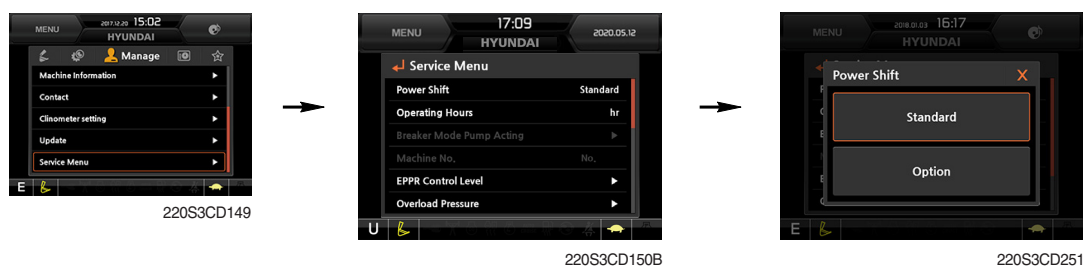 MENU
2017.12.20 15:02
HYUNDAI
Manage
Machine Information
Contact
Clinometer setting
Update
Service Menu
E
220S3CD149
MENU
17:09
HYUNDAI
2020.05.12
Service Menu
Power Shift Standard
Operating Hours hr
Breaker Mode Pump Acting
Machine No. No.
EPPR Control Level
Overload Pressure
U
220S3CD150B
MENU
2018.01.03 16:17
HYUNDAI
Power Shift X
Standard
Option
E
220S3CD251